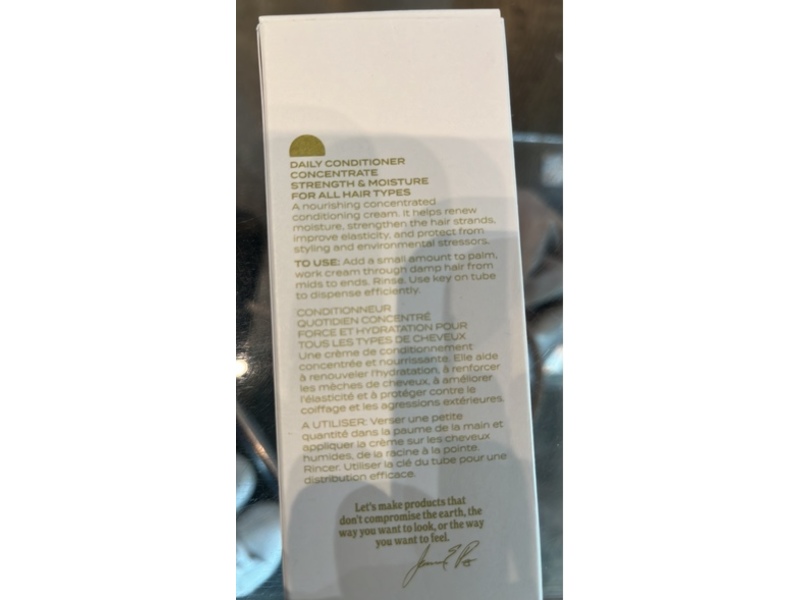 DAILY CONDITIONER
CONCENTRATE
STRENGTH & MOISTURE
FOR ALL HAIR TYPES
A nourishing concentrated
conditioning cream. It helps renew
moisture, strengthen the hair strands,
improve elasticity, and protect from
styling and environmental stressors.
TO USE: Add a small amount to palm,
work cream through damp hair from
mids to ends. Rinse. Use key on tube
to dispense efficiently.
CONDITIONNEUR
QUOTIDIEN CONCENTRÉ
FORCE ET HYDRATATION POUR
TOUS LES TYPES DE CHEVEUX
Une crème de conditionnement
concentrée et nourrissante. Elle aide
à renouveler l'hydratation, à renforcer
les mèches de cheveux, à améliorer
l'élasticité et à protéger contre le
coiffage et les agressions extérieures.
A UTILISER: Verser une petite
quantité dans la paume de la main et
appliquer la crème sur les cheveux
humides, de la racine à la pointe.
Rincer. Utiliser la clé du tube pour une
distribution efficace.
Let's make products that
don't compromise the earth, the
way you want to look, or the way
you want to feel.